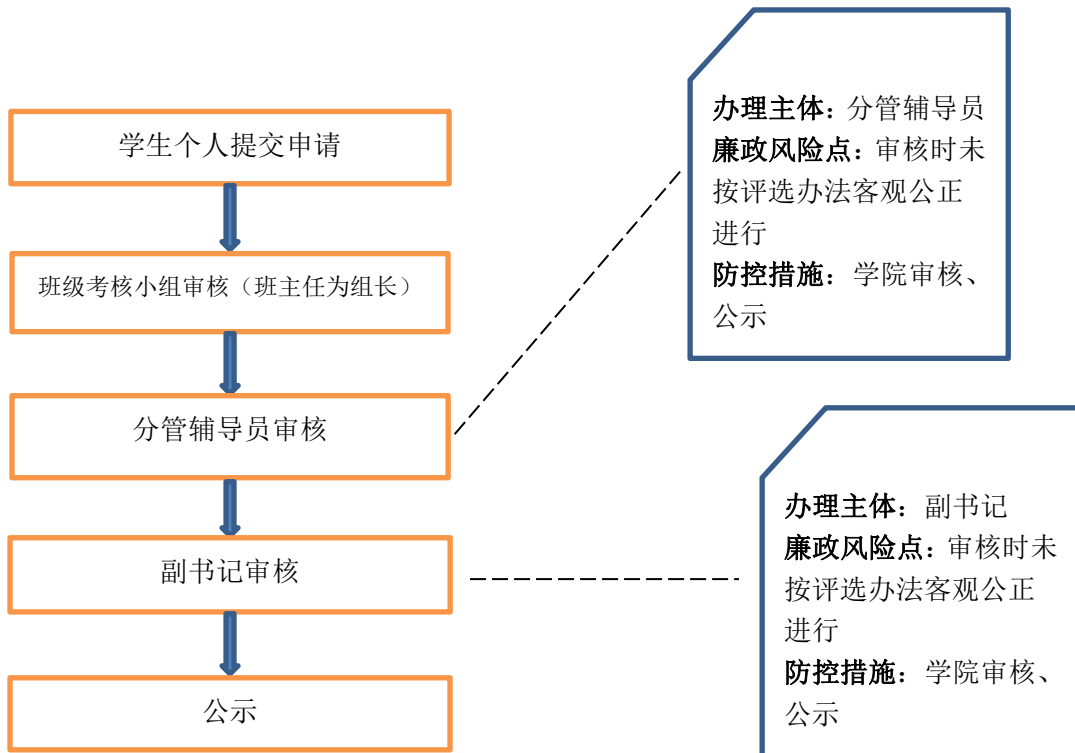 学生个人提交申请
班级考核小组审核（班主任为组长）
分管辅导员审核
副书记审核
公示
办理主体：分管辅导员
廉政风险点：审核时未
按评选办法客观公正
进行
防控措施：学院审核、
公示
办理主体：副书记
廉政风险点：审核时未
按评选办法客观公正
进行
防控措施：学院审核、
公示